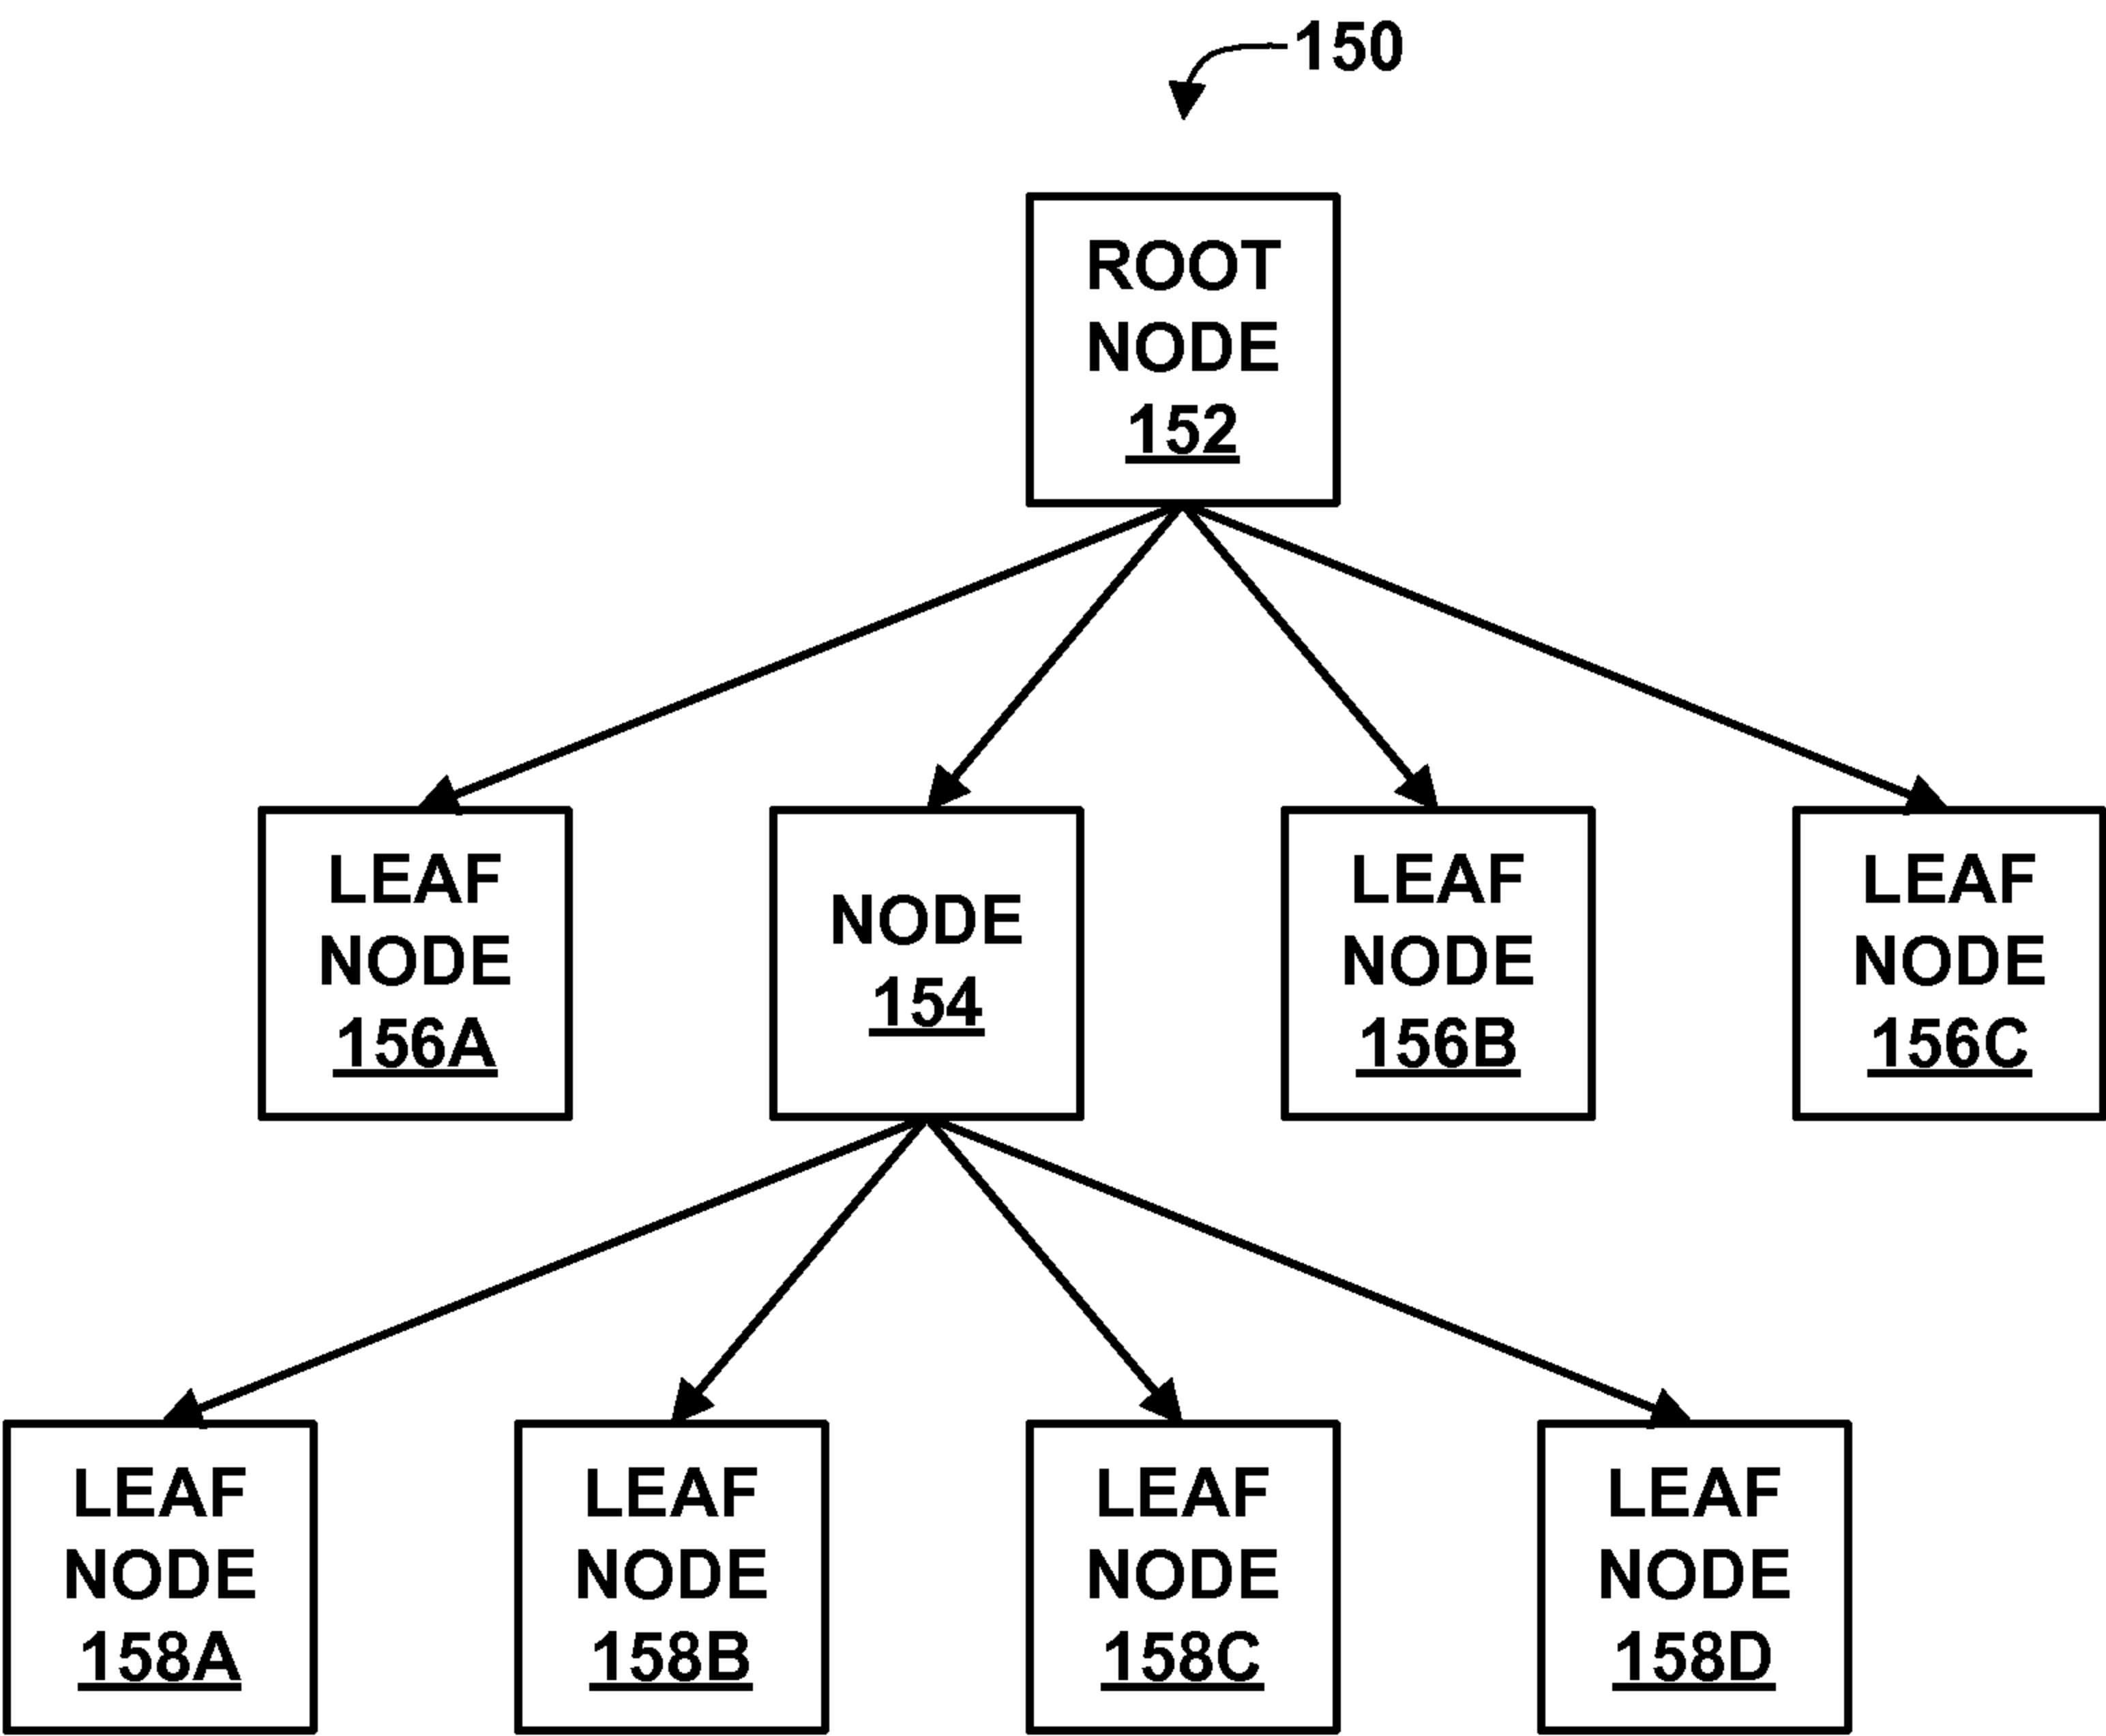 150
ROOT
NODE
152
LEAF
NODE
156A
NODE
154
LEAF
NODE
156B
LEAF
NODE
156C
LEAF
NODE
158A
LEAF
NODE
158B
LEAF
NODE
158C
LEAF
NODE
158D